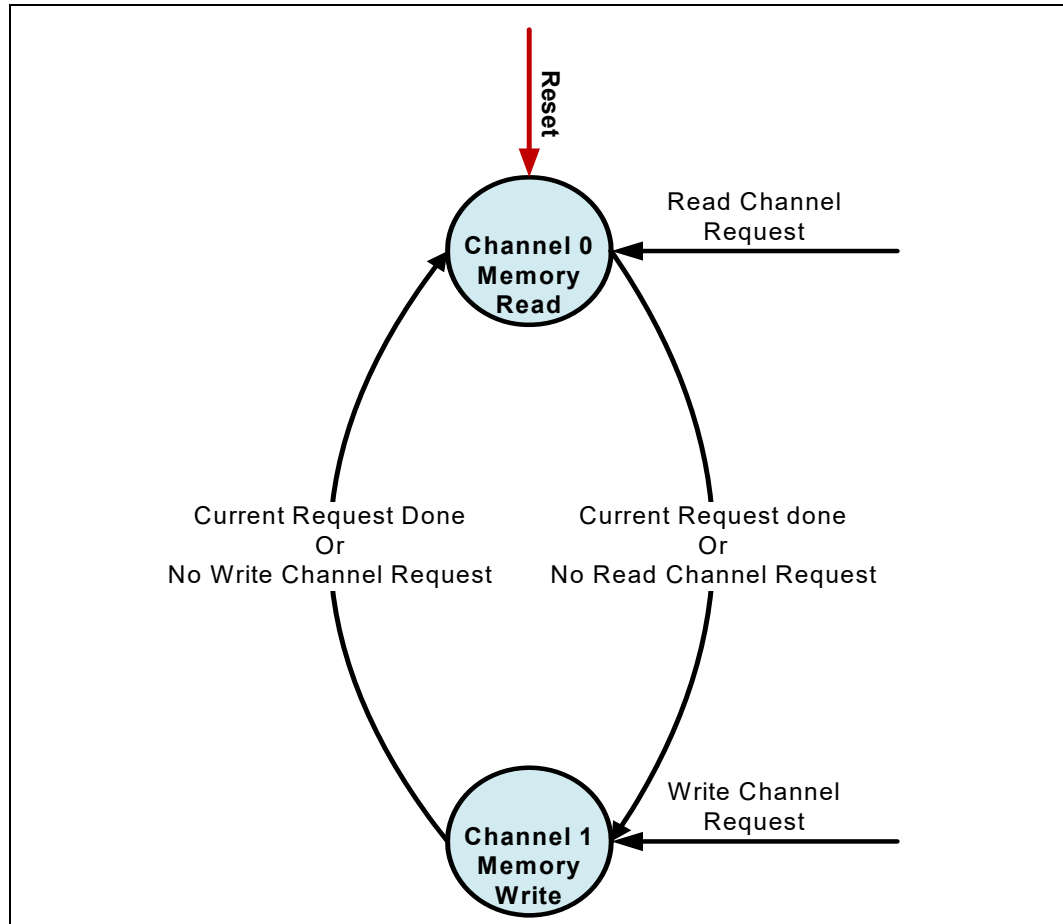 Reset
Read Channel
Request
Channel 0
Memory
Read
Current Request Done
Or
No Write Channel Request
Current Request done
Or
No Read Channel Request
Write Channel
Request
Channel 1
Memory
Write